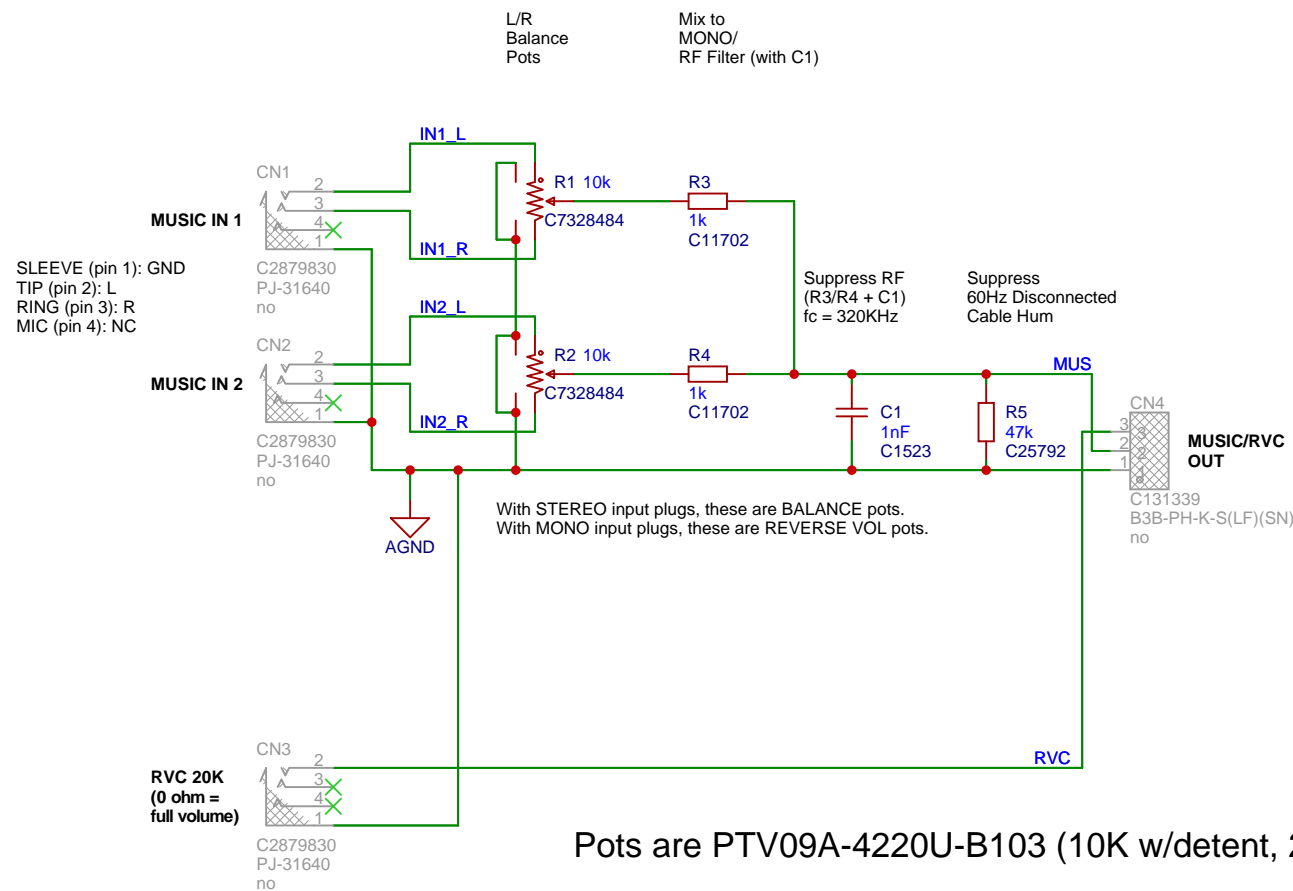 L/R
Balance
Pots
Mix to
MONO/
RF Filter (with C1)
IN1_L
CN1
2
3
4
1
MUSIC IN 1
C2879830
PJ-31640
no
R1 10k
C7328484
R3
1k
C11702
IN1_R
SLEEVE (pin 1): GND
TIP (pin 2): L
RING (pin 3): R
MIC (pin 4): NC
Suppress RF
(R3/R4 + C1)
fc = 320KHz
Suppress
60Hz Disconnected
Cable Hum
IN2_L
CN2
2
3
4
1
MUSIC IN 2
C2879830
PJ-31640
no
R2 10k
C7328484
R4
1k
C11702
IN2_R
MUS
C1
1nF
C1523
R5
47k
C25792
CN4
3
3
2
2
1
1
MUSIC/RVC
OUT
C131339
B3B-PH-K-S(LF)(SN)
no
AGND
With STEREO input plugs, these are BALANCE pots.
With MONO input plugs, these are REVERSE VOL pots.
RVC
CN3
2
3
4
1
RVC 20K
(0 ohm =
full volume)
C2879830
PJ-31640
no
Pots are PTV09A-4220U-B103 (10K w/detent,